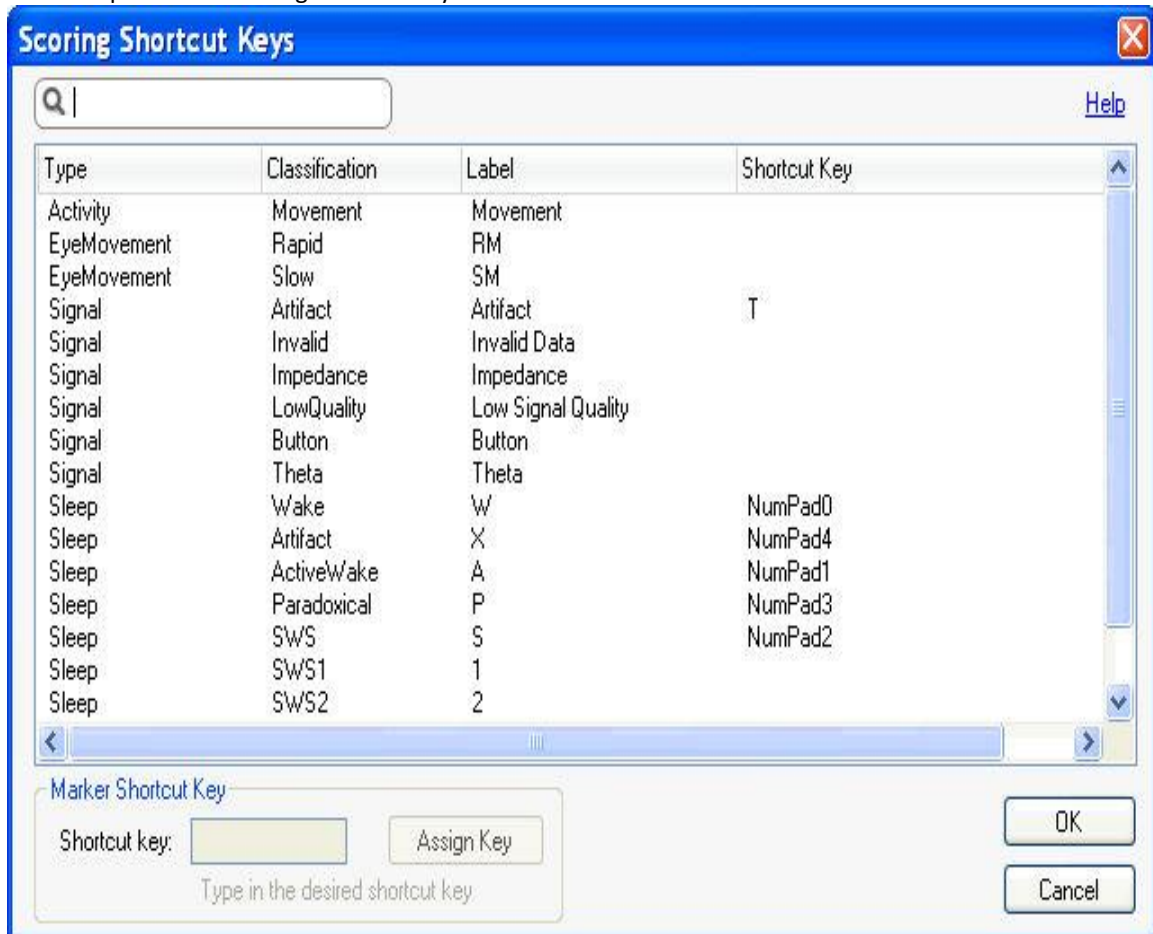 Scoring Shortcut Keys
Help
Type Classification Label Shortcut Key
Activity Movement Movement
EyeMovement Rapid RM
EyeMovement Slow SM
Signal Artifact Artifact T
Signal Invalid Invalid Data
Signal Impedance Impedance
Signal LowQuality Low Signal Quality
Signal Button Button
Signal Theta Theta
Sleep Wake W NumPad0
Sleep Artifact X NumPad4
Sleep ActiveWake A NumPad1
Sleep Paradoxical P NumPad3
Sleep SWS S NumPad2
Sleep SWS1 1
Sleep SWS2 2
Marker Shortcut Key
Shortcut key: Assign Key
Type in the desired shortcut key
OK
Cancel